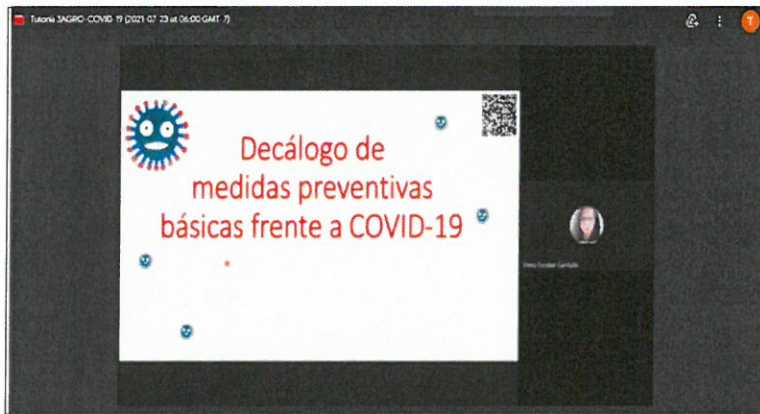 Tutoria 3AGRO-COVID-19 (2021-07-23 at 06:00 GMT-7)
T
Decálogo de
medidas preventivas
básicas frente a COVID-19